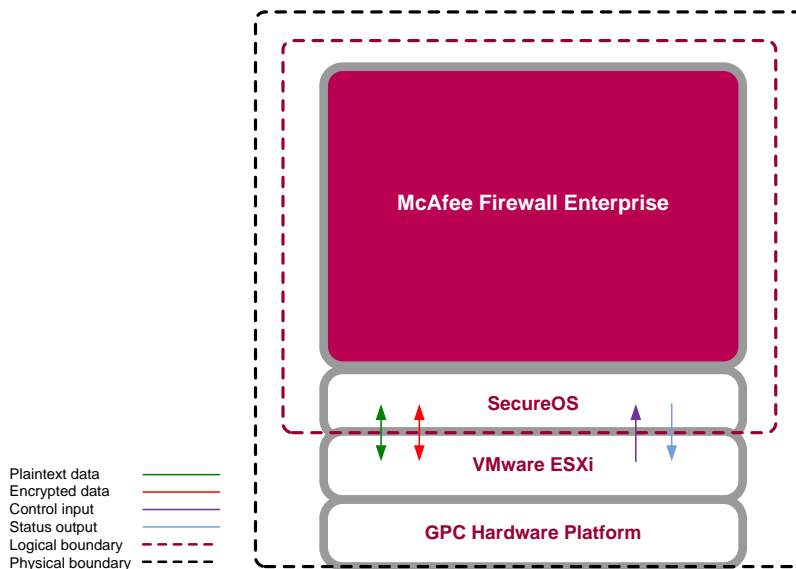 McAfee Firewall Enterprise
SecureOS
VMware ESXi
GPC Hardware Platform
Plaintext data
Encrypted data
Control input
Status output
Logical boundary
Physical boundary